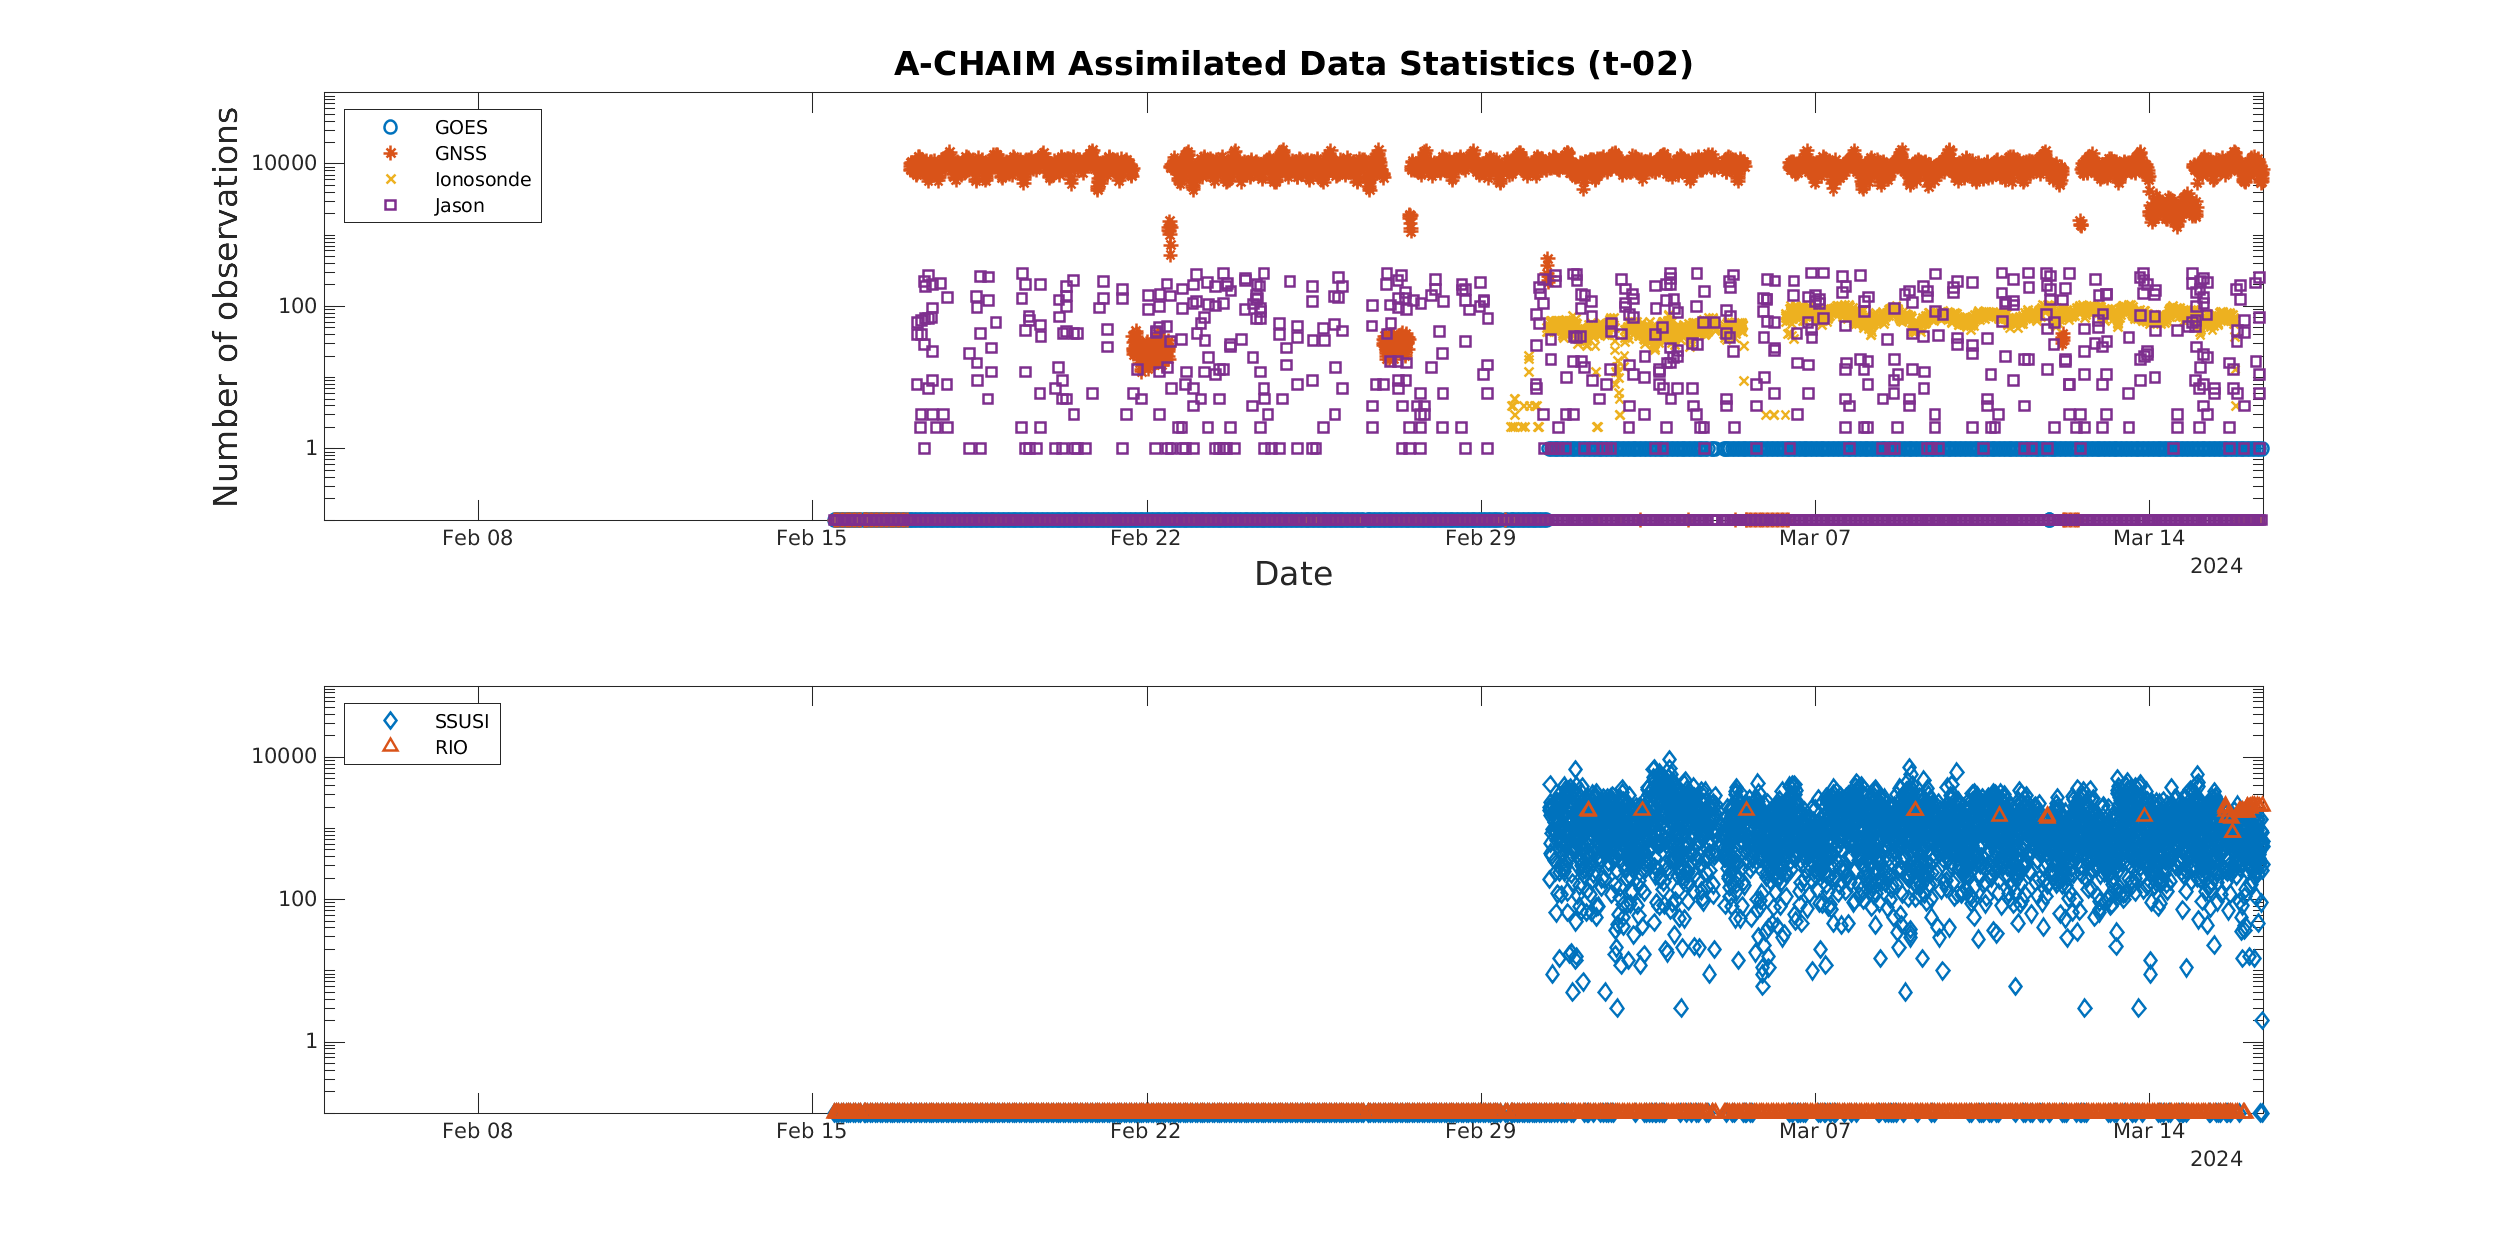 A-CHAIM Assimilated Data Statistics (t-02)
GOES
GNSS
Ionosonde
Jason
Number of observations
10000
100
1
Feb 08
Feb 15
Feb 22
Feb 29
Mar 07
Mar 14
2024
Date
SSUSI
RIO
10000
100
1
Feb 08
Feb 15
Feb 22
Feb 29
Mar 07
Mar 14
2024